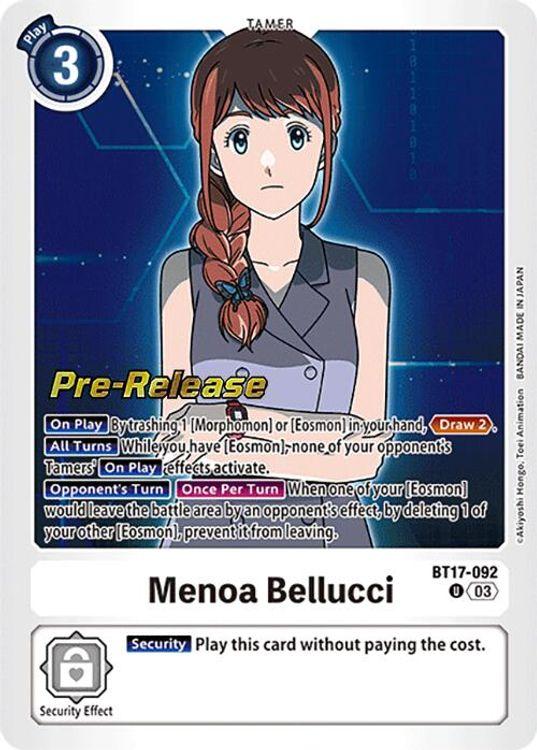 TAMER
Play
3
Pre-Release
On Play By trashing 1 [Morphomon] or [Eosmon] in your hand, Draw 2.
All Turns While you have [Eosmon], none of your opponent's
Tamers' On Play effects activate.
Opponent's Turn Once Per Turn When one of your [Eosmon]
would leave the battle area by an opponent's effect, by deleting 1 of
your other [Eosmon], prevent it from leaving.
©Akiyoshi Hongo, Toei Animation BANDAI MADE IN JAPAN
Menoa Bellucci
BT17-092
U 03
Security Play this card without paying the cost.
Security Effect